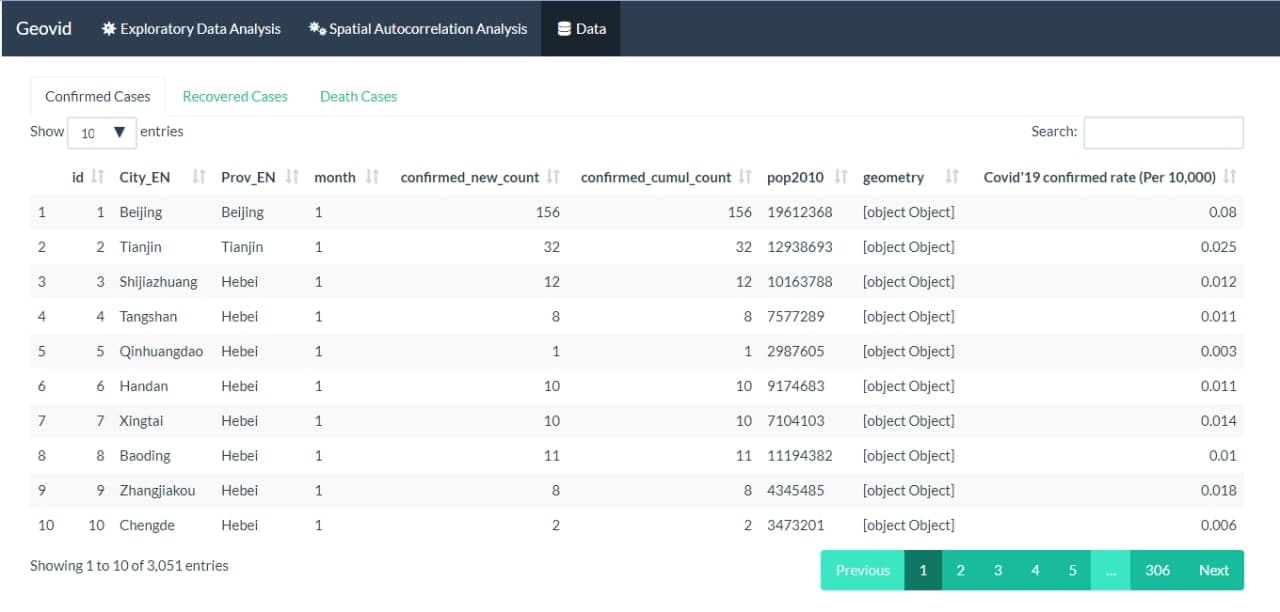 Geovid Exploratory Data Analysis Spatial Autocorrelation Analysis Data
Confirmed Cases Recovered Cases Death Cases
Show 10 entries Search:
id City_EN Prov_EN month confirmed_new_count confirmed_cumul_count pop2010 geometry Covid'19 confirmed rate (Per 10,000)
1 1 Beijing Beijing 1 156 156 19612368 [object Object] 0.08
2 2 Tianjin Tianjin 1 32 32 12938693 [object Object] 0.025
3 3 Shijiazhuang Hebei 1 12 12 10163788 [object Object] 0.012
4 4 Tangshan Hebei 1 8 8 7577289 [object Object] 0.011
5 5 Qinhuangdao Hebei 1 1 1 2987605 [object Object] 0.003
6 6 Handan Hebei 1 10 10 9174683 [object Object] 0.011
7 7 Xingtai Hebei 1 10 10 7104103 [object Object] 0.014
8 8 Baoding Hebei 1 11 11 11194382 [object Object] 0.01
9 9 Zhangjiakou Hebei 1 8 8 4345485 [object Object] 0.018
10 10 Chengde Hebei 1 2 2 3473201 [object Object] 0.006
Showing 1 to 10 of 3,051 entries Previous 1 2 3 4 5 ... 306 Next